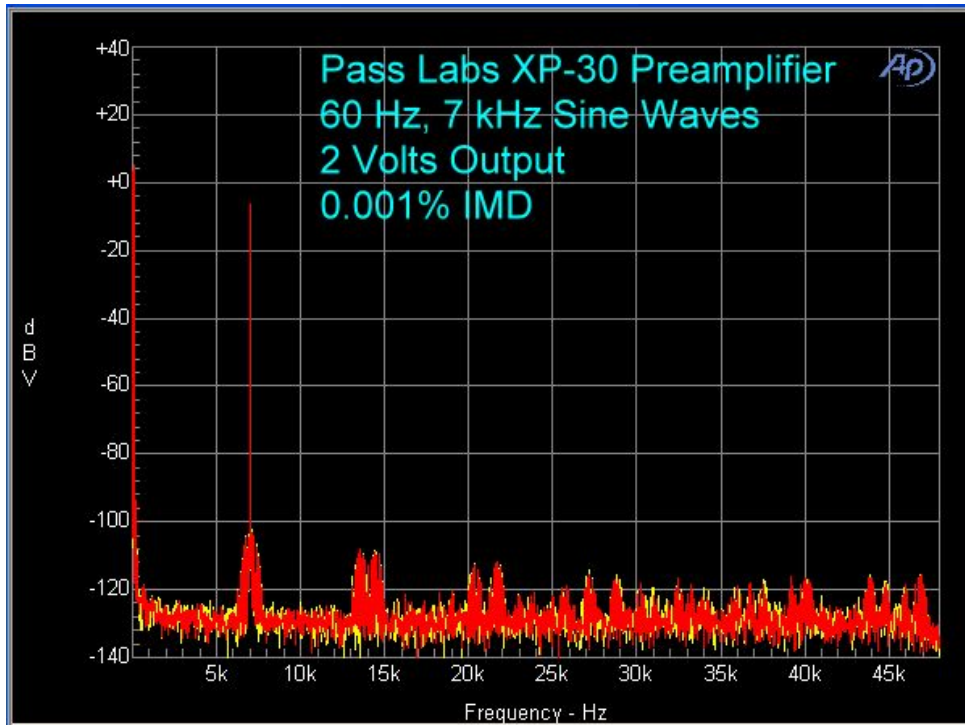 Pass Labs XP-30 Preamplifier
60 Hz, 7 kHz Sine Waves
2 Volts Output
0.001% IMD
Ap
+40
+20
+0
-20
-40
-60
-80
-100
-120
-140
d
B
V
5k 10k 15k 20k 25k 30k 35k 40k 45k
Frequency - Hz